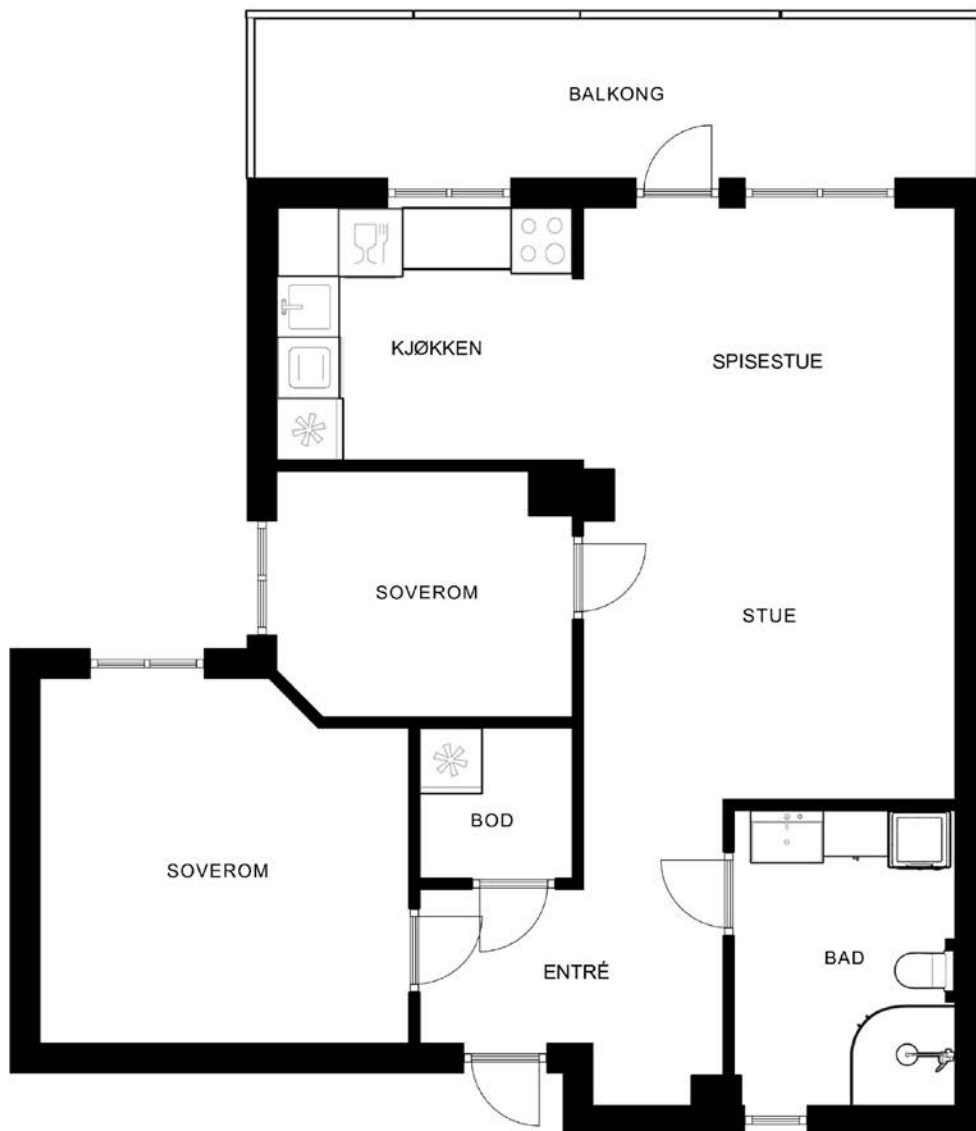 BALKONG
KJØKKEN
SPISESTUE
SOVEROM
STUE
BOD
SOVEROM
BAD
ENTRÉ